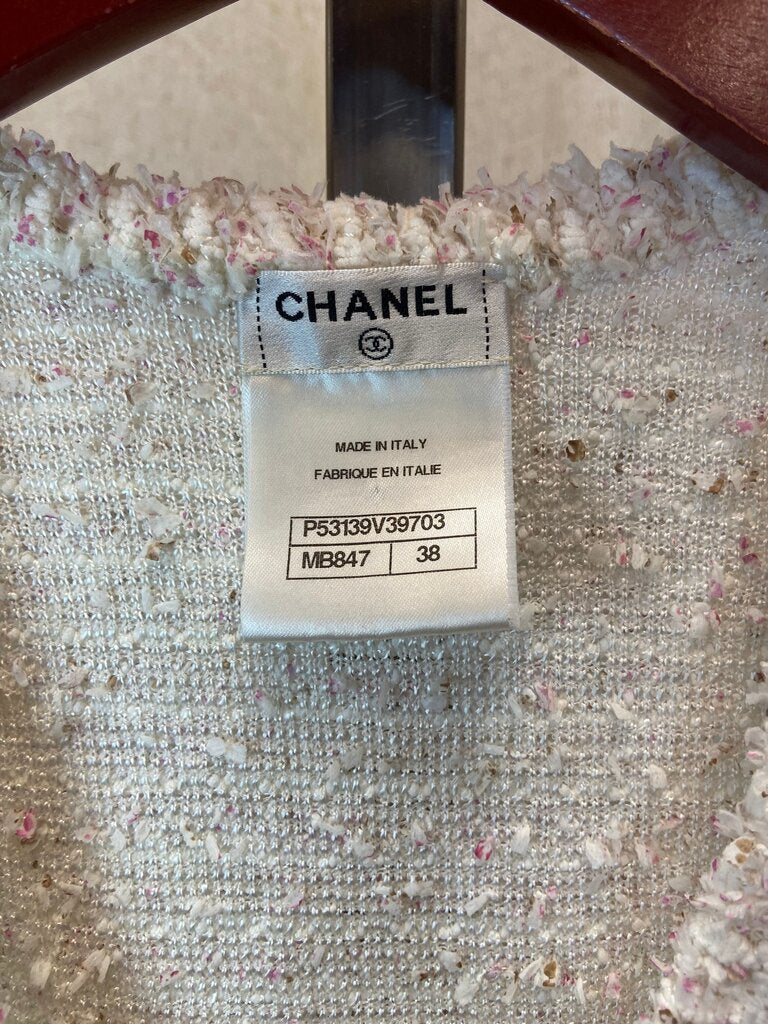 CHANEL
MADE IN ITALY
FABRIQUE EN ITALIE
P53139V39703
MB847 38